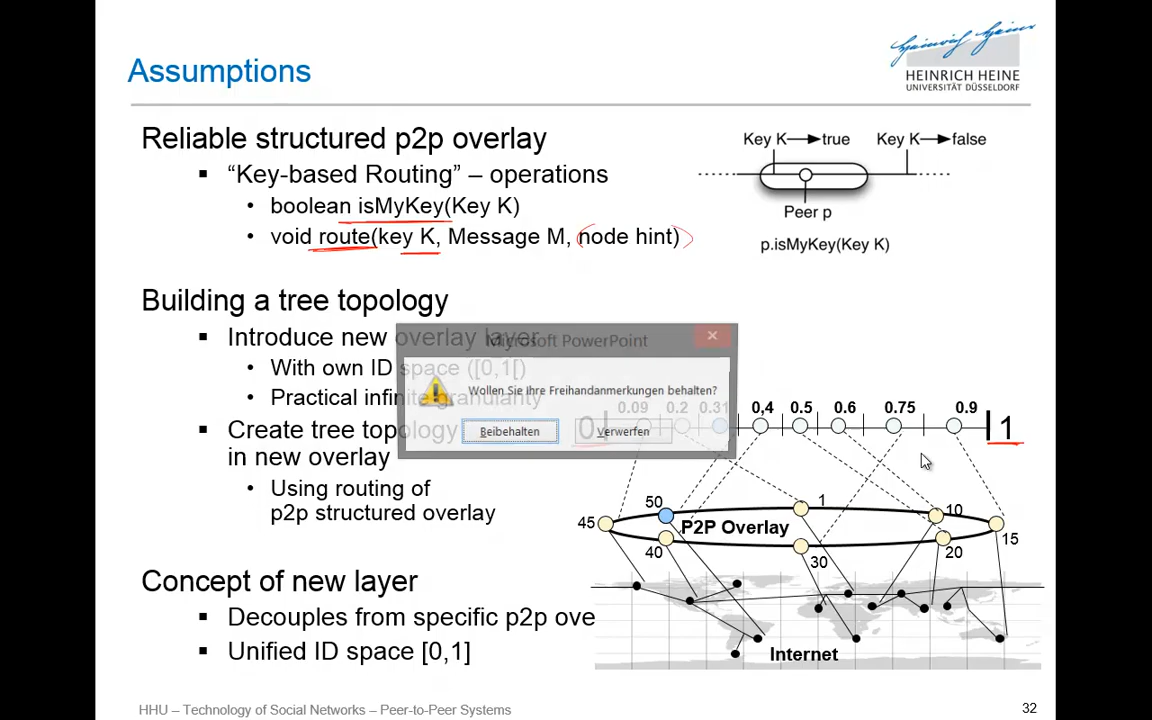 Assumptions
Heinrich Heine
HEINRICH HEINE
UNIVERSITÄT DÜSSELDORF
Reliable structured p2p overlay
▪ “Key-based Routing” – operations
• boolean isMyKey(Key K)
• void route(key K, Message M, node hint)
Key K → true
Key K → false
Peer p
p.isMyKey(Key K)
Building a tree topology
▪ Introduce new overlay layer
• With own ID space ([0,1[)
• Practical infinite granularity
▪ Create tree topology
in new overlay
• Using routing of
p2p structured overlay
Microsoft PowerPoint
Wollen Sie Ihre Freihandanmerkungen behalten?
Beibehalten
Verwerfen
0 0.09 0.2 0.31 0,4 0.5 0.6 0.75 0.9 1
50 1 10
45 P2P Overlay 15
40 30 20
Internet
Concept of new layer
▪ Decouples from specific p2p ove
▪ Unified ID space [0,1]
HHU – Technology of Social Networks – Peer-to-Peer Systems
32